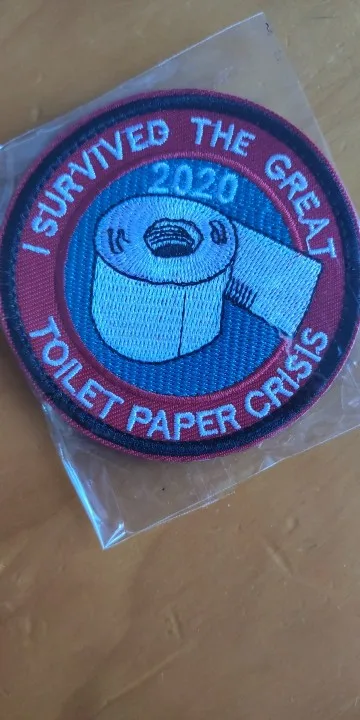 I SURVIVED THE GREAT
2020
TOILET PAPER CRISIS